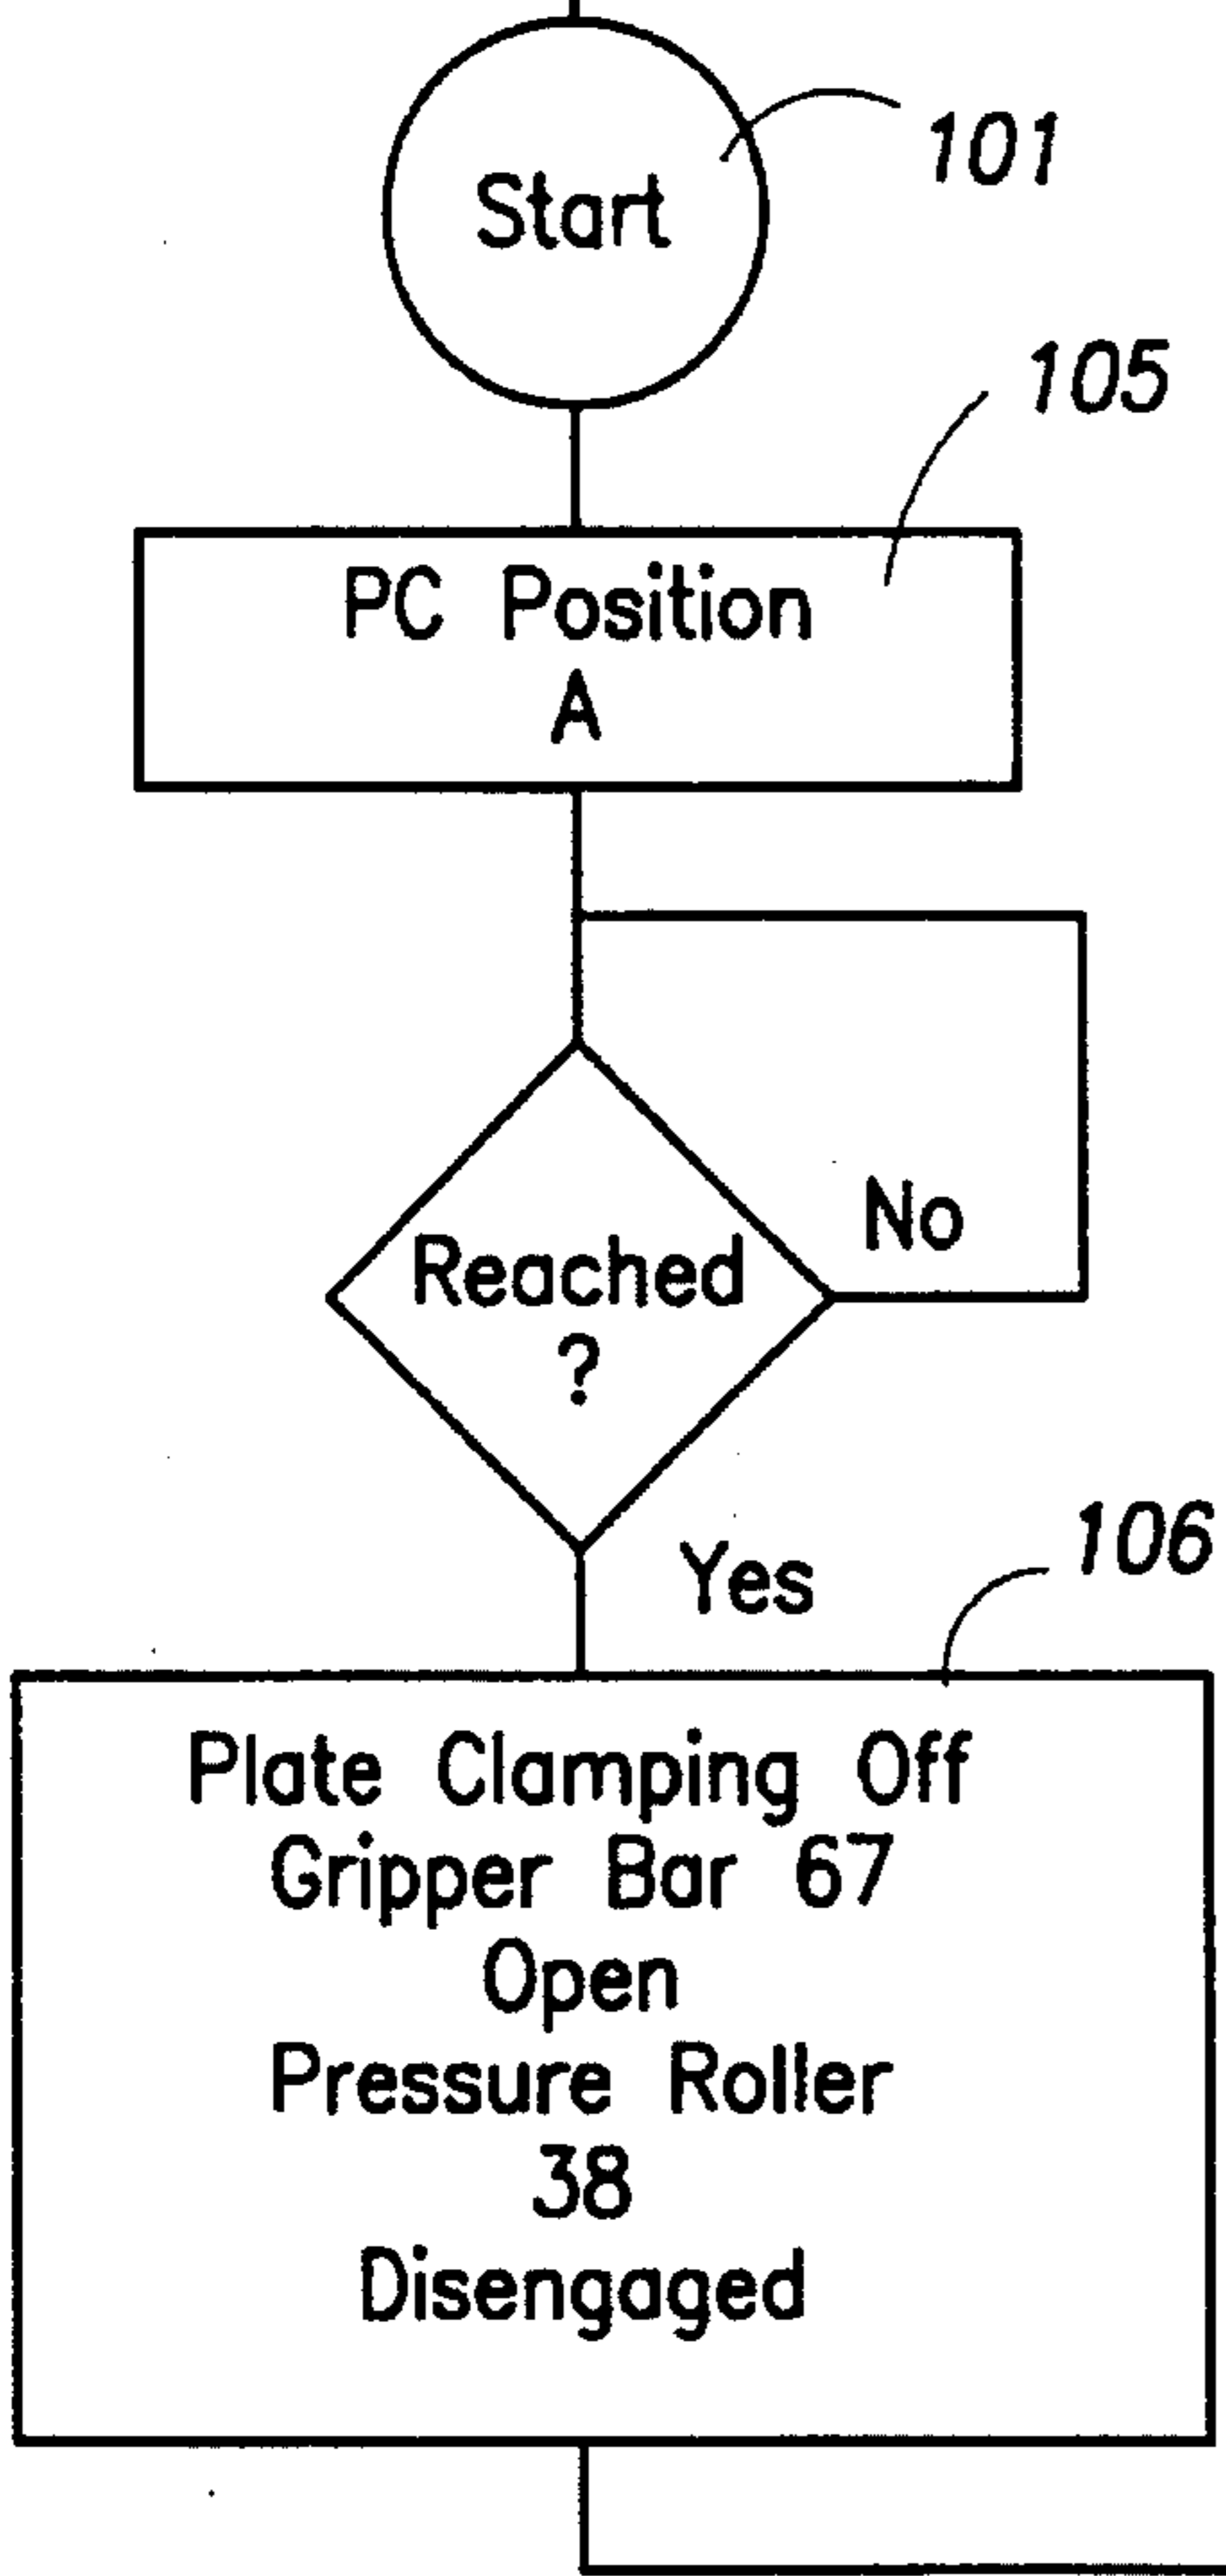 Start
101
105
PC Position
A
Reached
?
No
Yes
106
Plate Clamping Off
Gripper Bar 67
Open
Pressure Roller
38
Disengaged